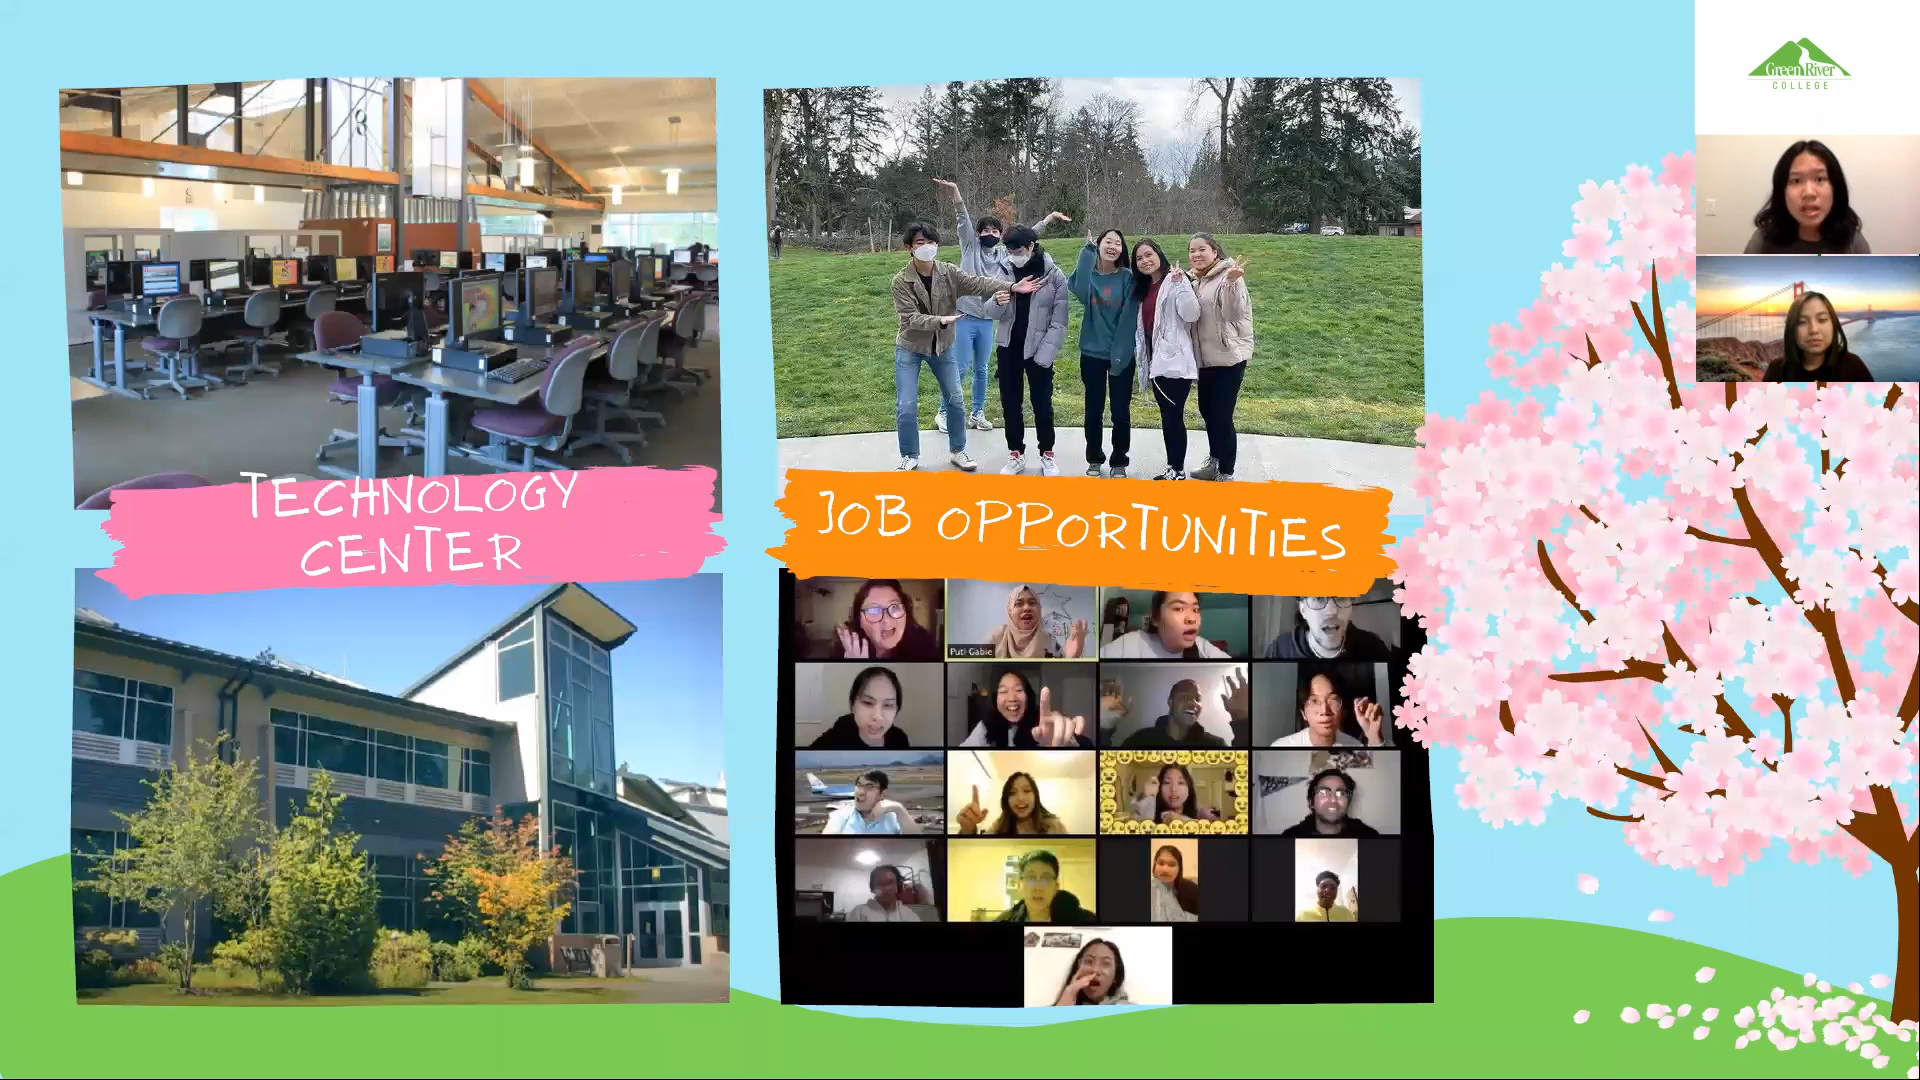 Green River
COLLEGE
TECHNOLOGY
CENTER
JOB OPPORTUNITIES
Puti Gabie